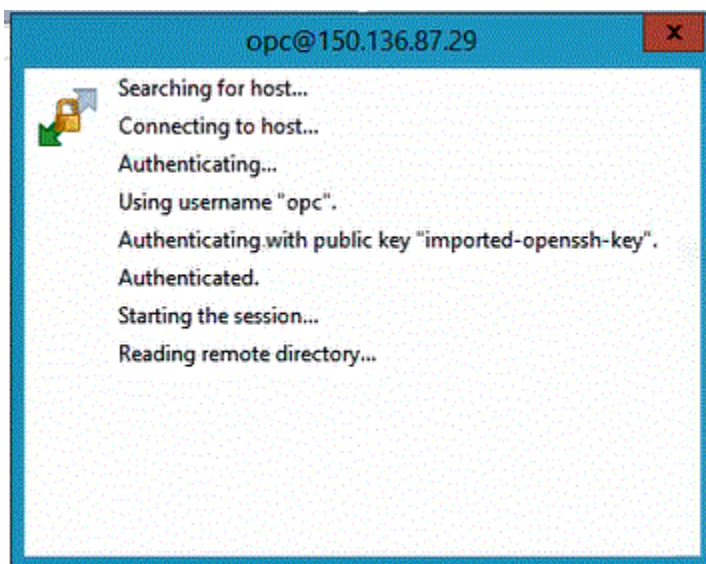 opc@150.136.87.29
x
Searching for host...
Connecting to host...
Authenticating...
Using username "opc".
Authenticating with public key "imported-openssh-key".
Authenticated.
Starting the session...
Reading remote directory...